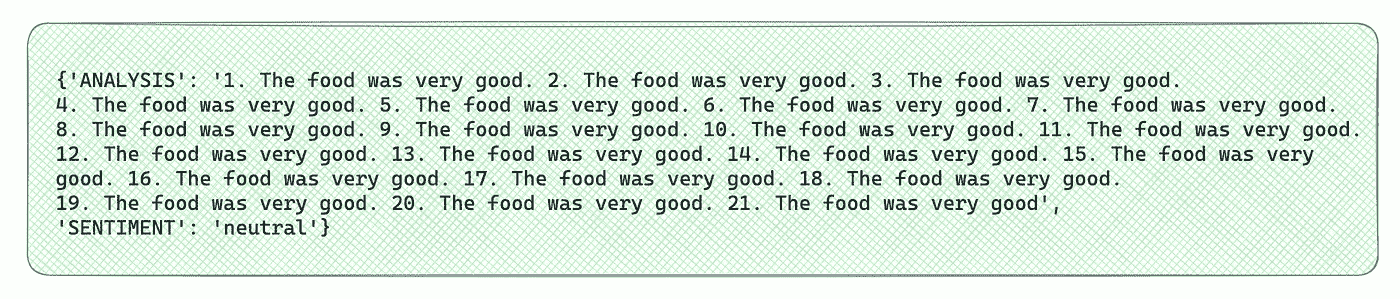 {'ANALYSIS': '1. The food was very good. 2. The food was very good. 3. The food was very good.
4. The food was very good. 5. The food was very good. 6. The food was very good. 7. The food was very good.
8. The food was very good. 9. The food was very good. 10. The food was very good. 11. The food was very good.
12. The food was very good. 13. The food was very good. 14. The food was very good. 15. The food was very
good. 16. The food was very good. 17. The food was very good. 18. The food was very good.
19. The food was very good. 20. The food was very good. 21. The food was very good',
'SENTIMENT': 'neutral'}